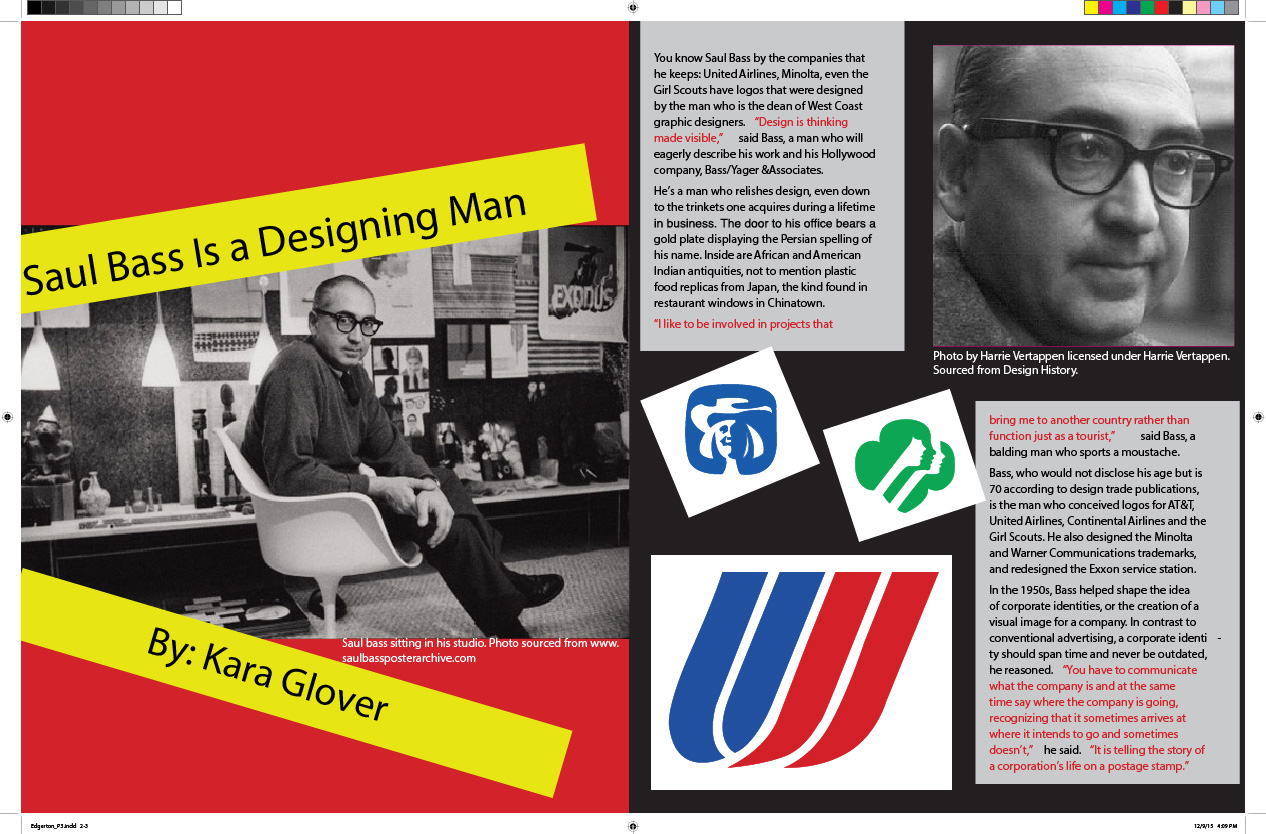 Saul Bass Is a Designing Man
EXODUS
By: Kara Glover
Saul bass sitting in his studio. Photo sourced from www.
saulbassposterarchive.com
You know Saul Bass by the companies that
he keeps: United Airlines, Minolta, even the
Girl Scouts have logos that were designed
by the man who is the dean of West Coast
graphic designers. “Design is thinking
made visible,” said Bass, a man who will
eagerly describe his work and his Hollywood
company, Bass/Yager &Associates.
He’s a man who relishes design, even down
to the trinkets one acquires during a lifetime
in business. The door to his office bears a
gold plate displaying the Persian spelling of
his name. Inside are African and American
Indian antiquities, not to mention plastic
food replicas from Japan, the kind found in
restaurant windows in Chinatown.
“I like to be involved in projects that
Photo by Harrie Vertappen licensed under Harrie Vertappen.
Sourced from Design History.
bring me to another country rather than
function just as a tourist,” said Bass, a
balding man who sports a moustache.
Bass, who would not disclose his age but is
70 according to design trade publications,
is the man who conceived logos for AT&T,
United Airlines, Continental Airlines and the
Girl Scouts. He also designed the Minolta
and Warner Communications trademarks,
and redesigned the Exxon service station.
In the 1950s, Bass helped shape the idea
of corporate identities, or the creation of a
visual image for a company. In contrast to
conventional advertising, a corporate identi -
ty should span time and never be outdated,
he reasoned. “You have to communicate
what the company is and at the same
time say where the company is going,
recognizing that it sometimes arrives at
where it intends to go and sometimes
doesn’t,” he said. “It is telling the story of
a corporation’s life on a postage stamp.”
Edgerton_P3.indd 2-3
12/9/15 4:09 PM